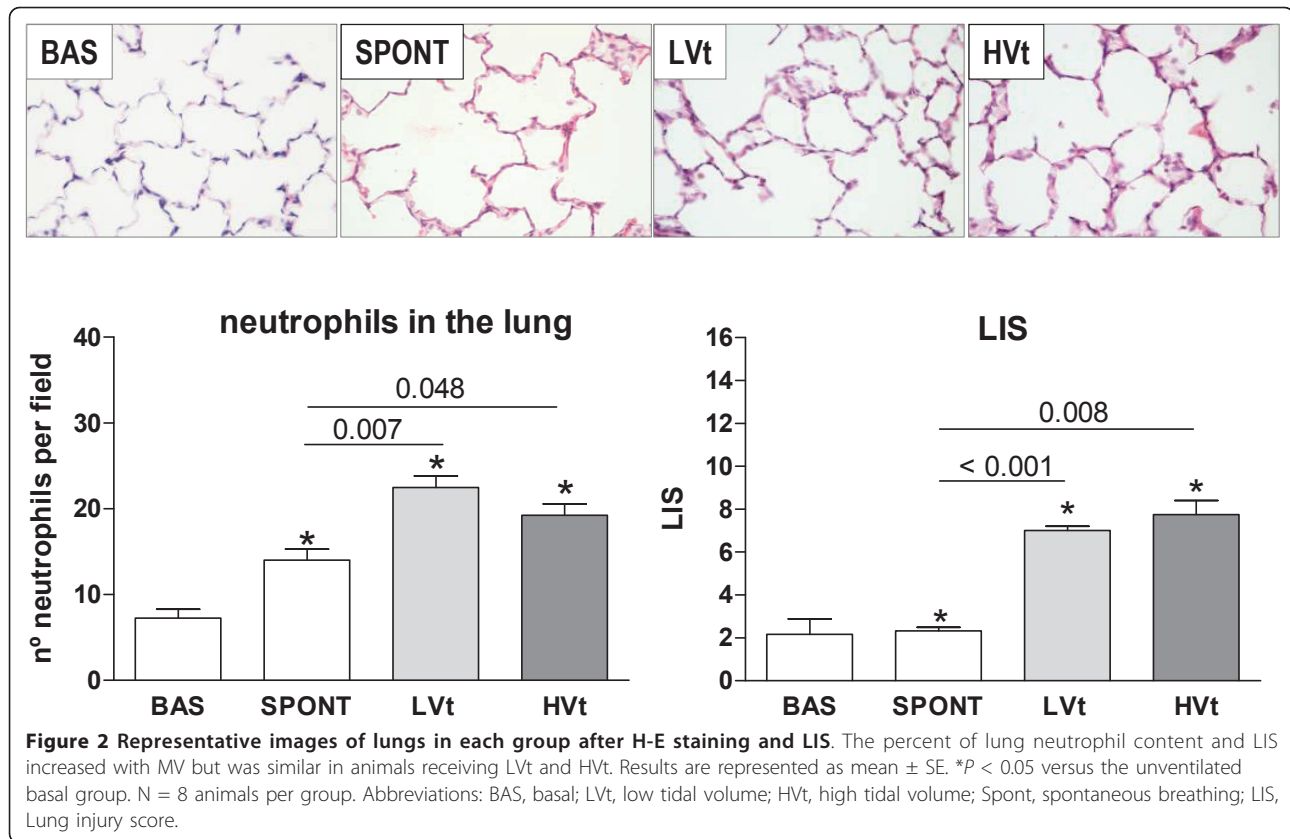 BAS
SPONT
LVt
HVt
neutrophils in the lung
nº neutrophils per field
40
30
20
10
0
0.048
0.007
*
*
*
BAS
SPONT
LVt
HVt
LIS
LIS
16
14
12
10
8
6
4
2
0
0.008
< 0.001
*
*
*
BAS
SPONT
LVt
HVt
Figure 2 Representative images of lungs in each group after H-E staining and LIS. The percent of lung neutrophil content and LIS
increased with MV but was similar in animals receiving LVt and HVt. Results are represented as mean ± SE. *P < 0.05 versus the unventilated
basal group. N = 8 animals per group. Abbreviations: BAS, basal; LVt, low tidal volume; HVt, high tidal volume; Spont, spontaneous breathing; LIS,
Lung injury score.